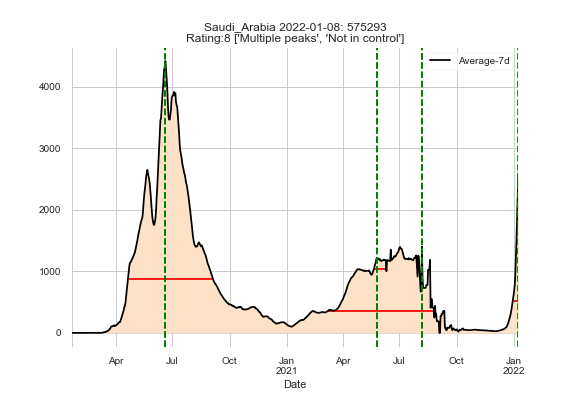 Saudi_Arabia 2022-01-08: 575293
Rating:8 ['Multiple peaks', 'Not in control']
Average-7d
4000
3000
2000
1000
0
Apr Jul Oct Jan Apr Jul Oct Jan
2021 2022
Date